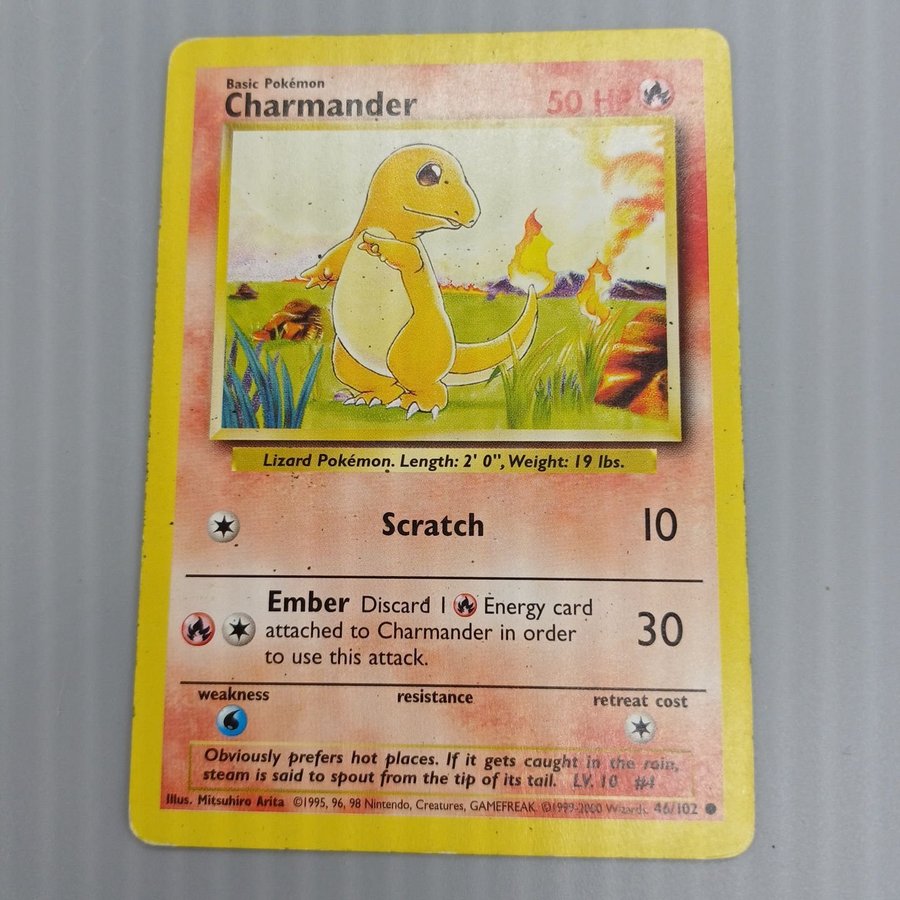 Basic Pokémon
Charmander 50 HP
Lizard Pokémon. Length: 2' 0", Weight: 19 lbs.
Scratch 10
Ember Discard 1 Energy card
attached to Charmander in order
to use this attack.
30
weakness resistance retreat cost
Obviously prefers hot places. If it gets caught in the rain,
steam is said to spout from the tip of its tail. LV. 10 #4
Illus. Mitsuhiro Arita ©1995, 96, 98 Nintendo, Creatures, GAMEFREAK. ©1999-2000 Wizards. 46/102